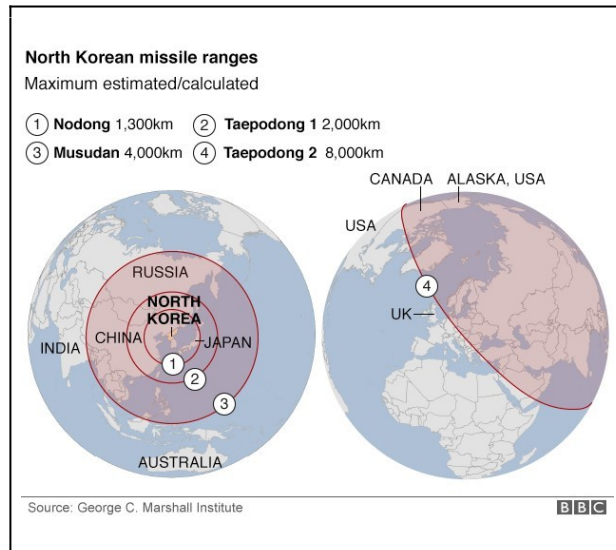 North Korean missile ranges
Maximum estimated/calculated
1 Nodong 1,300km 2 Taepodong 1 2,000km
3 Musudan 4,000km 4 Taepodong 2 8,000km
CANADA ALASKA, USA
USA
RUSSIA
NORTH
KOREA
CHINA
JAPAN
INDIA
1
2
3
AUSTRALIA
4
UK
Source: George C. Marshall Institute
BBC